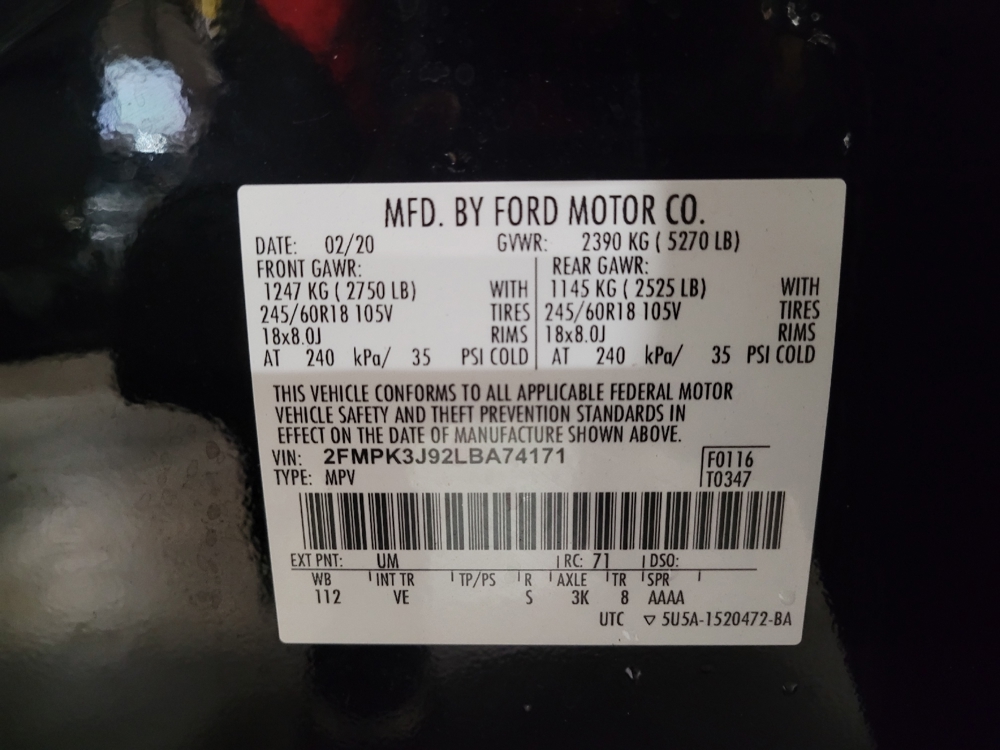 MFD. BY FORD MOTOR CO.
DATE: 02/20 GVWR: 2390 KG ( 5270 LB)
FRONT GAWR: REAR GAWR:
1247 KG ( 2750 LB) WITH 1145 KG ( 2525 LB) WITH
245/60R18 105V TIRES 245/60R18 105V TIRES
18x8.0J RIMS 18x8.0J RIMS
AT 240 kPa/ 35 PSI COLD AT 240 kPa/ 35 PSI COLD
THIS VEHICLE CONFORMS TO ALL APPLICABLE FEDERAL MOTOR
VEHICLE SAFETY AND THEFT PREVENTION STANDARDS IN
EFFECT ON THE DATE OF MANUFACTURE SHOWN ABOVE.
VIN: 2FMPK3J92LBA74171 F0116
TYPE: MPV T0347
EXT PNT: UM RC: 71 DSO:
WB INT TR TP/PS R AXLE TR SPR
112 VE S 3K 8 AAAA
UTC ▽ 5U5A-1520472-BA